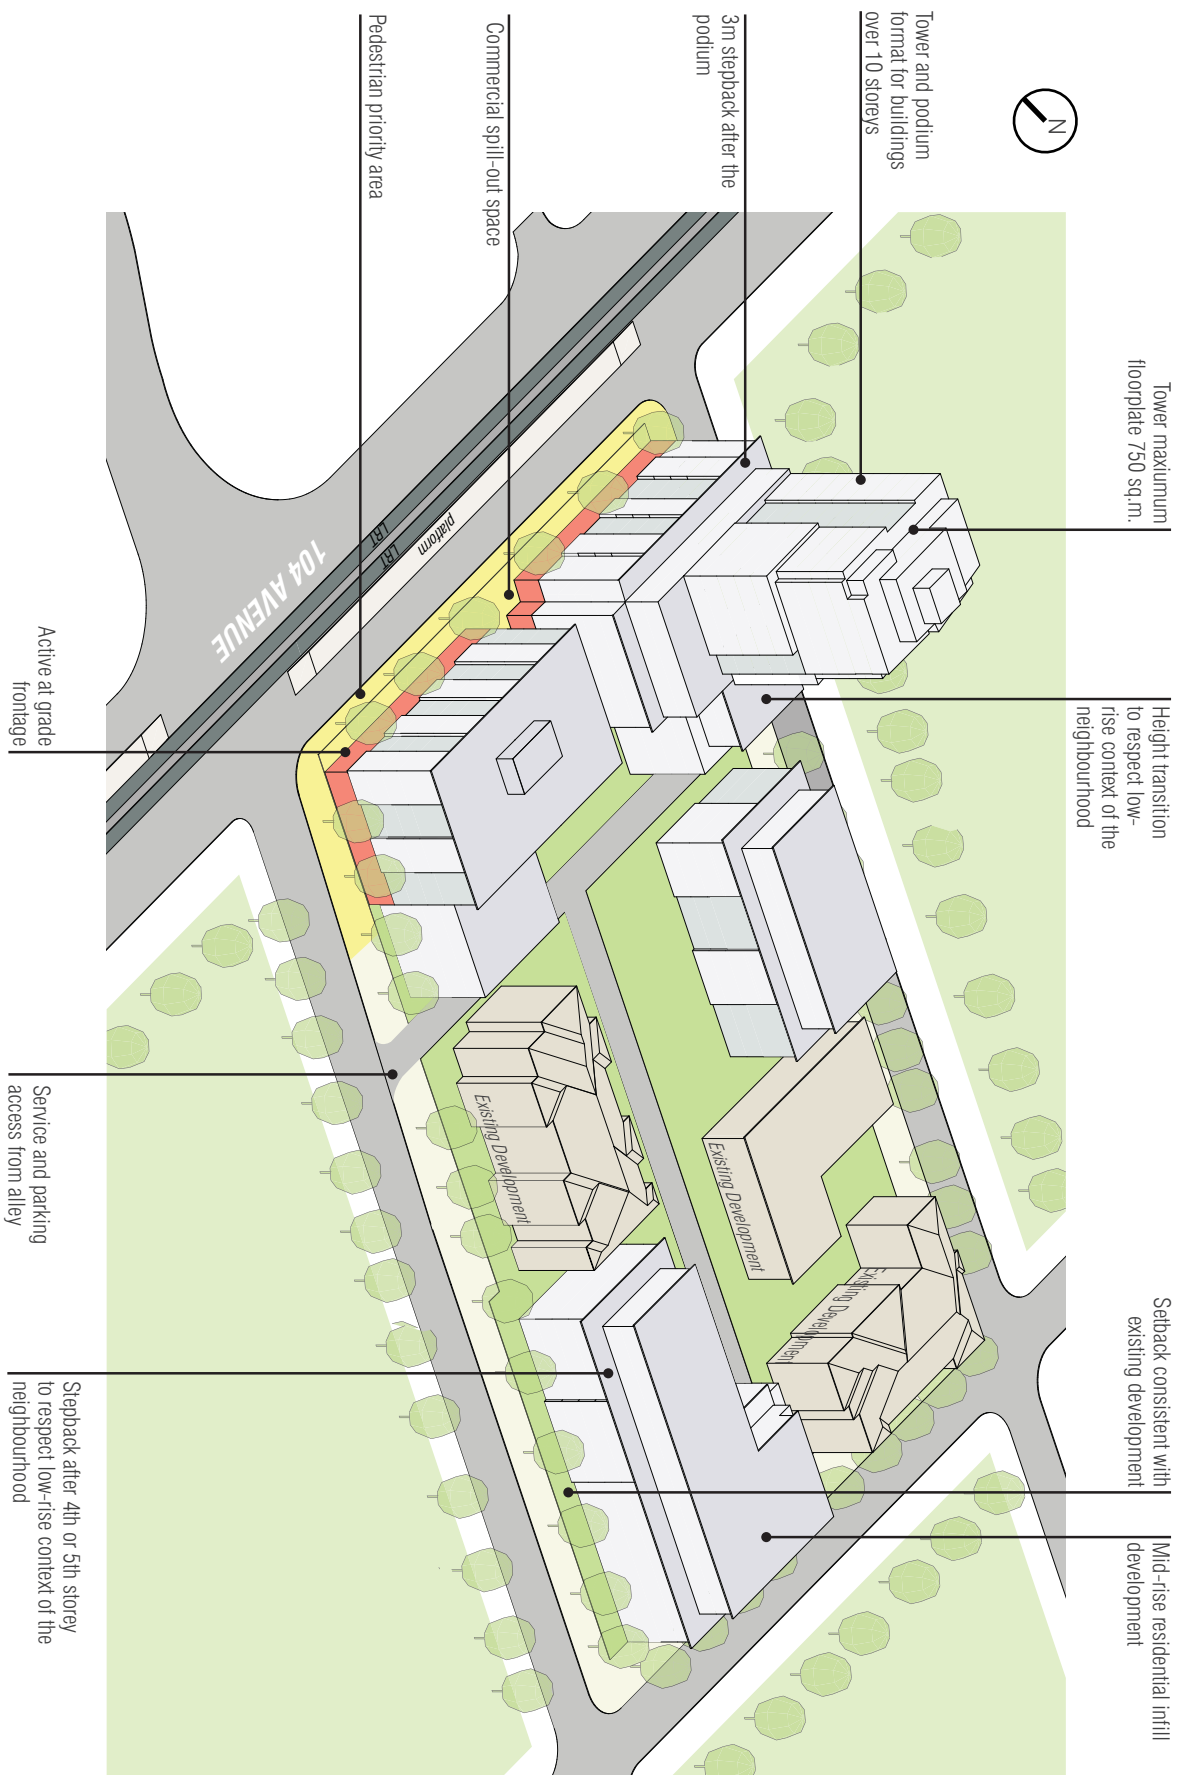 N
Tower and podium
format for buildings
over 10 storeys
3m stepback after the
podium
Commercial spill-out space
Pedestrian priority area
Tower maxiumum
floorplate 750 sq.m.
Height transition
to respect low-
rise context of the
neighbourhood
Setback consistent with
existing development
Mid-rise residential infill
development
platform
LRT
LRT
104 AVENUE
Existing Development
Existing Development
Existing Development
Active at grade
frontage
Service and parking
access from alley
Stepback after 4th or 5th storey
to respect low-rise context of the
neighbourhood